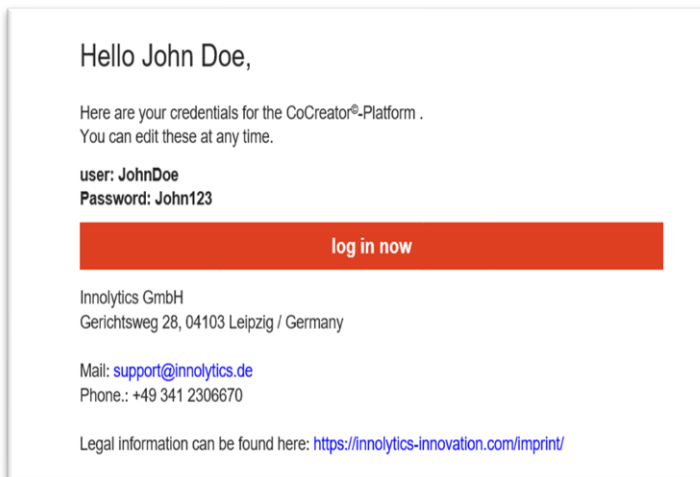 Hello John Doe,
Here are your credentials for the CoCreator©-Platform .
You can edit these at any time.
user: JohnDoe
Password: John123
log in now
Innolytics GmbH
Gerichtsweg 28, 04103 Leipzig / Germany
Mail: support@innolytics.de
Phone.: +49 341 2306670
Legal information can be found here: https://innolytics-innovation.com/imprint/